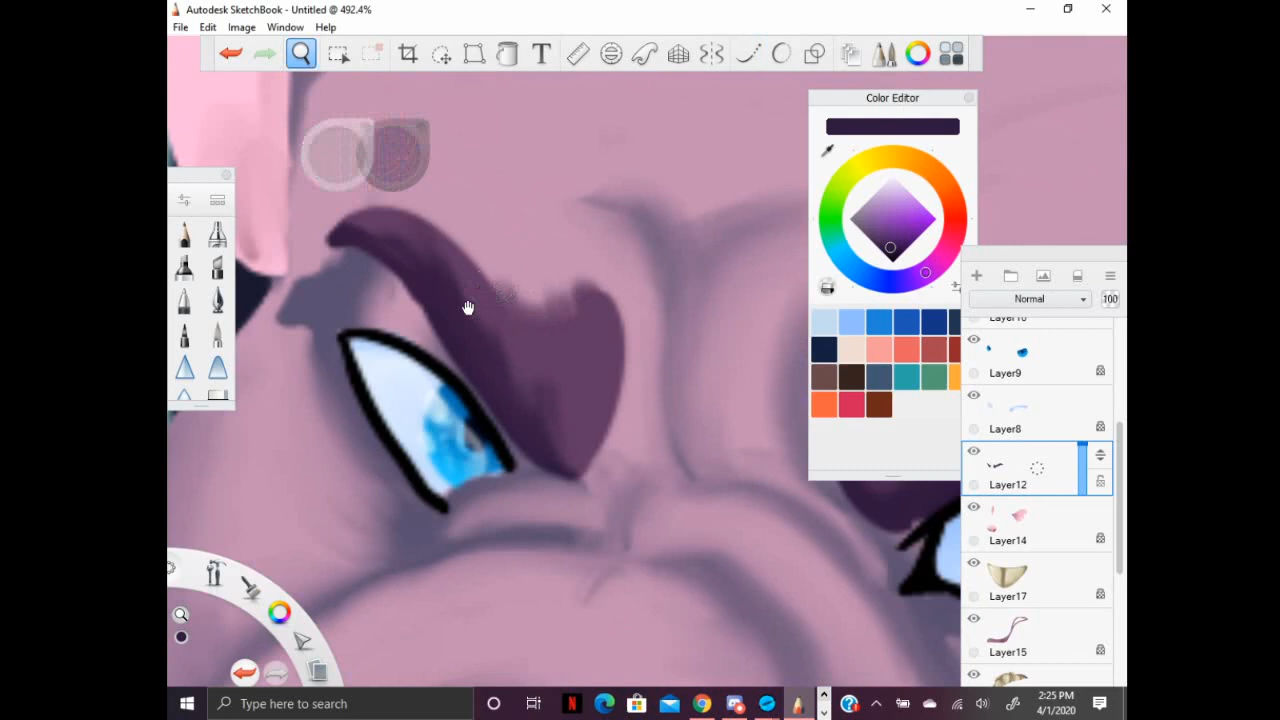 Autodesk SketchBook - Untitled @ 492.4%
File Edit Image Window Help
T
Color Editor
Normal 100
Layer9
Layer8
Layer12
Layer14
Layer17
Layer15
Type here to search
2:25 PM
4/1/2020